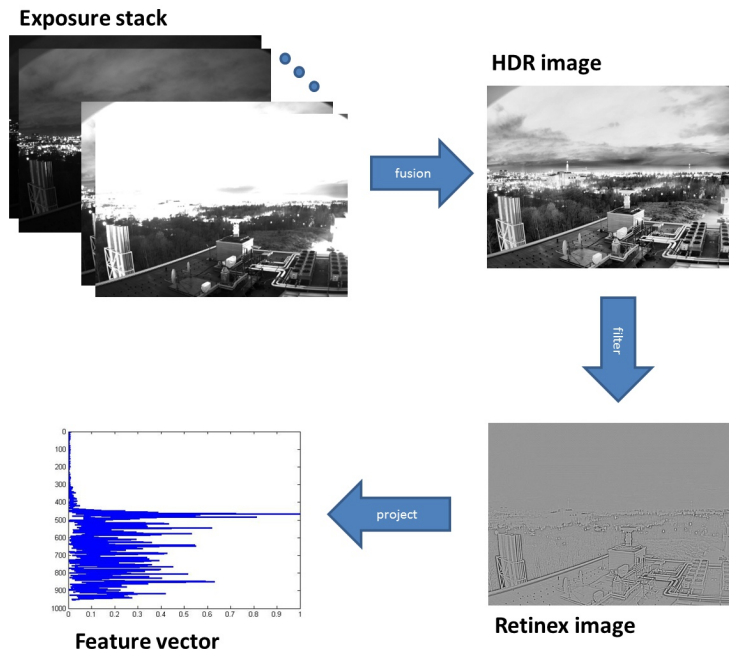 Exposure stack
HDR image
fusion
filter
0
100
200
300
400
500
600
700
800
900
1000
0 0.1 0.2 0.3 0.4 0.5 0.6 0.7 0.8 0.9 1
project
Feature vector
Retinex image